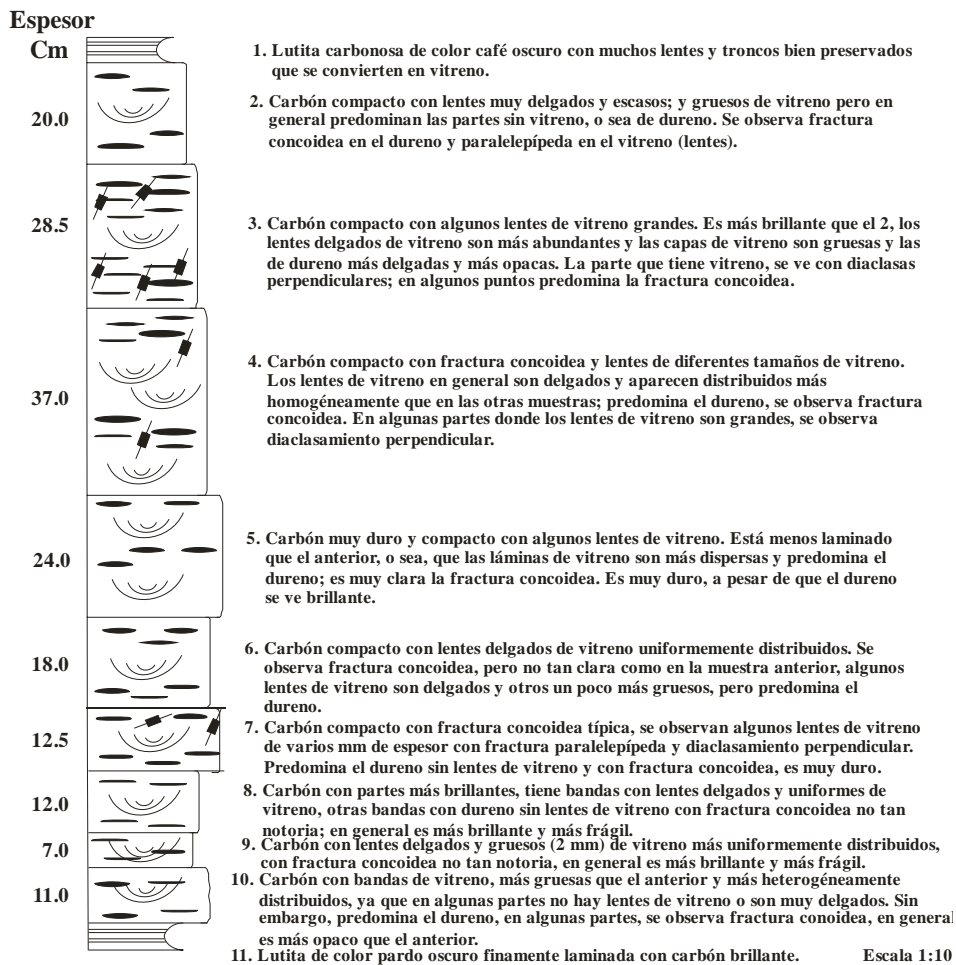 Espesor
Cm
1. Lutita carbonosa de color café oscuro con muchos lentes y troncos bien preservados
que se convierten en vitreno.
20.0
2. Carbón compacto con lentes muy delgados y escasos; y gruesos de vitreno pero en
general predominan las partes sin vitreno, o sea de dureno. Se observa fractura
concoidea en el dureno y paralelepípeda en el vitreno (lentes).
28.5
3. Carbón compacto con algunos lentes de vitreno grandes. Es más brillante que el 2, los
lentes delgados de vitreno son más abundantes y las capas de vitreno son gruesas y las
de dureno más delgadas y más opacas. La parte que tiene vitreno, se ve con diaclasas
perpendiculares; en algunos puntos predomina la fractura concoidea.
37.0
4. Carbón compacto con fractura concoidea y lentes de diferentes tamaños de vitreno.
Los lentes de vitreno en general son delgados y aparecen distribuidos más
homogéneamente que en las otras muestras; predomina el dureno, se observa fractura
concoidea. En algunas partes donde los lentes de vitreno son grandes, se observa
diaclasamiento perpendicular.
24.0
5. Carbón muy duro y compacto con algunos lentes de vitreno. Está menos laminado
que el anterior, o sea, que las láminas de vitreno son más dispersas y predomina el
dureno; es muy clara la fractura concoidea. Es muy duro, a pesar de que el dureno
se ve brillante.
18.0
6. Carbón compacto con lentes delgados de vitreno uniformemente distribuidos. Se
observa fractura concoidea, pero no tan clara como en la muestra anterior, algunos
lentes de vitreno son delgados y otros un poco más gruesos, pero predomina el
dureno.
12.5
7. Carbón compacto con fractura concoidea típica, se observan algunos lentes de vitreno
de varios mm de espesor con fractura paralelepípeda y diaclasamiento perpendicular.
Predomina el dureno sin lentes de vitreno y con fractura concoidea, es muy duro.
12.0
8. Carbón con partes más brillantes, tiene bandas con lentes delgados y uniformes de
vitreno, otras bandas con dureno sin lentes de vitreno con fractura concoidea no tan
notoria; en general es más brillante y más frágil.
7.0
9. Carbón con lentes delgados y gruesos (2 mm) de vitreno más uniformemente distribuidos,
con fractura concoidea no tan notoria, en general es más brillante y más frágil.
11.0
10. Carbón con bandas de vitreno, más gruesas que el anterior y más heterogéneamente
distribuidos, ya que en algunas partes no hay lentes de vitreno o son muy delgados. Sin
embargo, predomina el dureno, en algunas partes, se observa fractura conoidea, en general
es más opaco que el anterior.
11. Lutita de color pardo oscuro finamente laminada con carbón brillante.
Escala 1:10